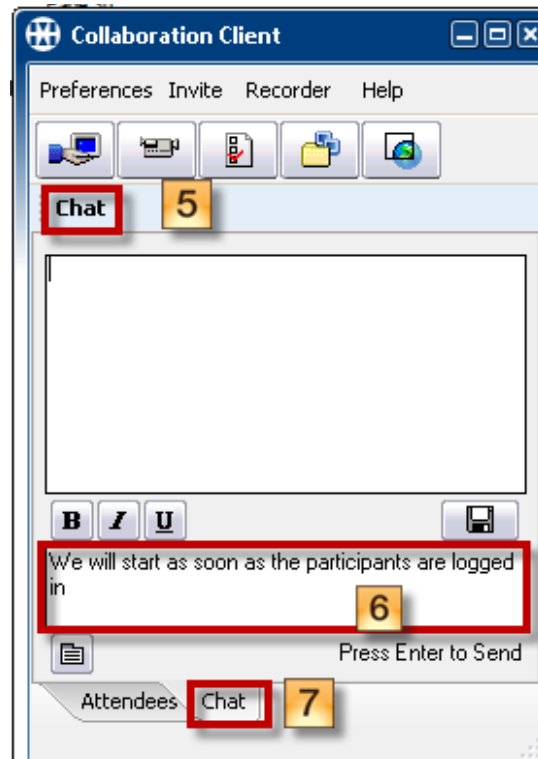 Collaboration Client
Preferences Invite Recorder Help
Chat
5
B I U
We will start as soon as the participants are logged
in
6
Press Enter to Send
Attendees Chat
7